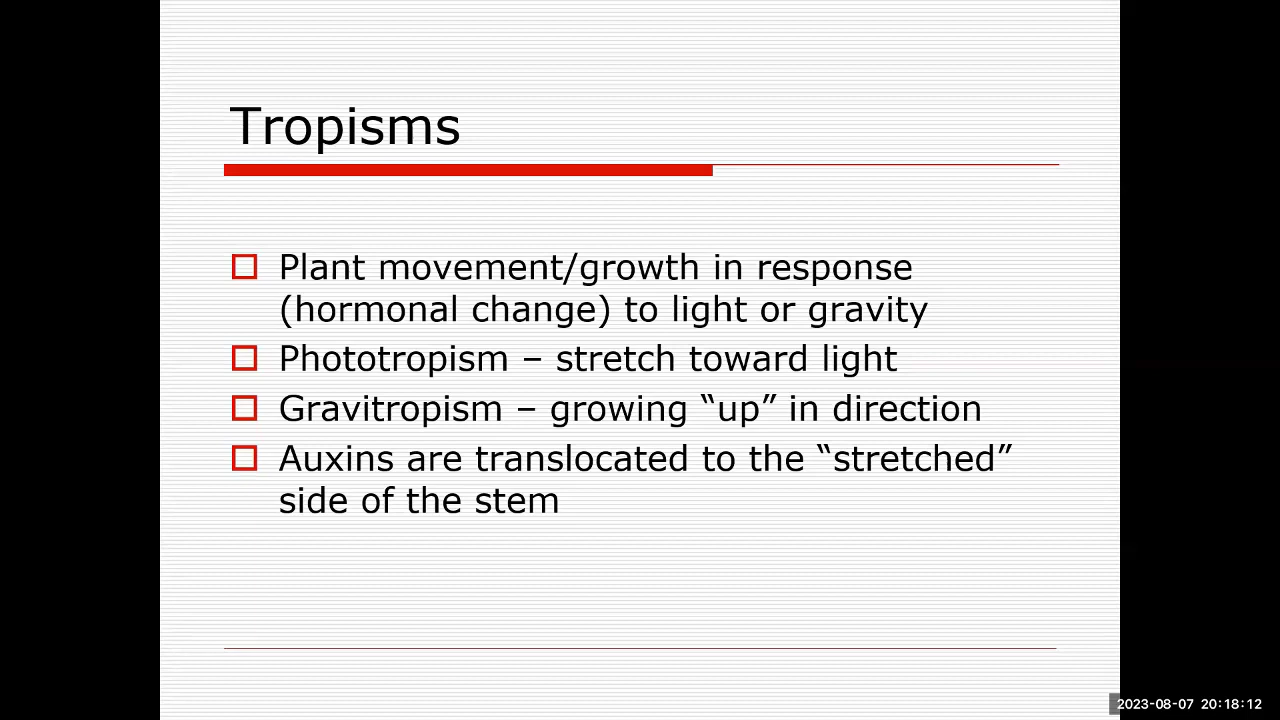 Tropisms
Plant movement/growth in response
(hormonal change) to light or gravity
Phototropism – stretch toward light
Gravitropism – growing “up” in direction
Auxins are translocated to the “stretched”
side of the stem
2023-08-07 20:18:12